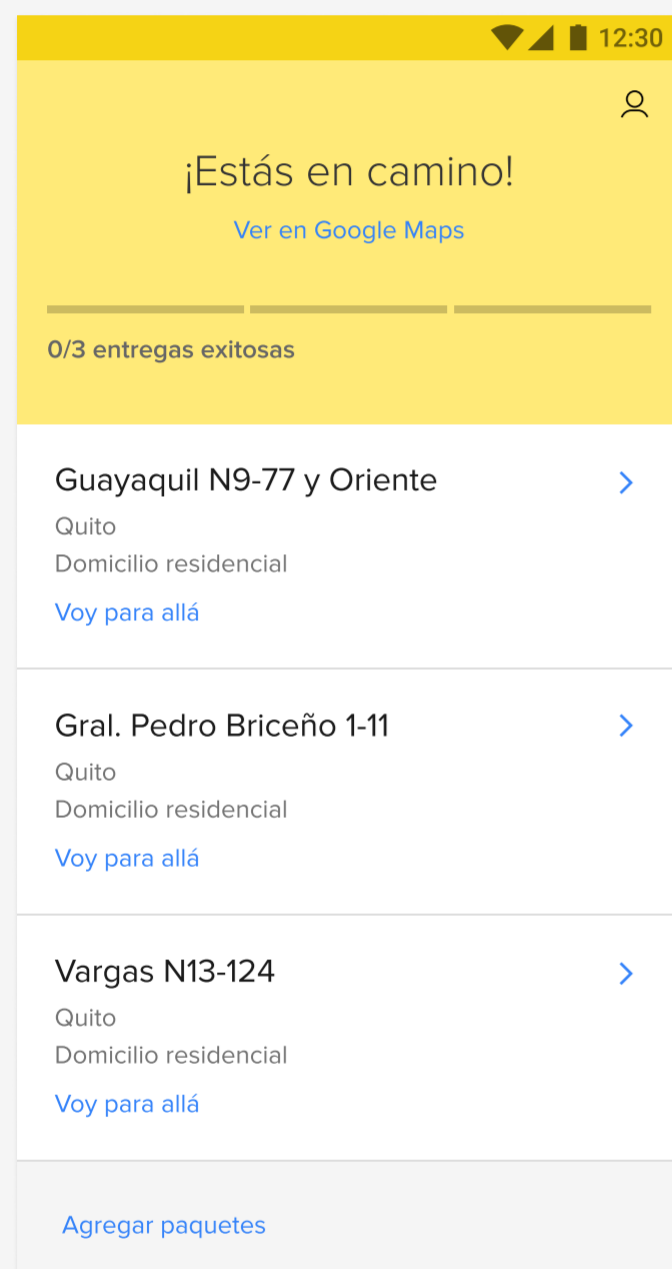 12:30
¡Estás en camino!
Ver en Google Maps
0/3 entregas exitosas
Guayaquil N9-77 y Oriente
Quito
Domicilio residencial
Voy para allá
Gral. Pedro Briceño 1-11
Quito
Domicilio residencial
Voy para allá
Vargas N13-124
Quito
Domicilio residencial
Voy para allá
Agregar paquetes